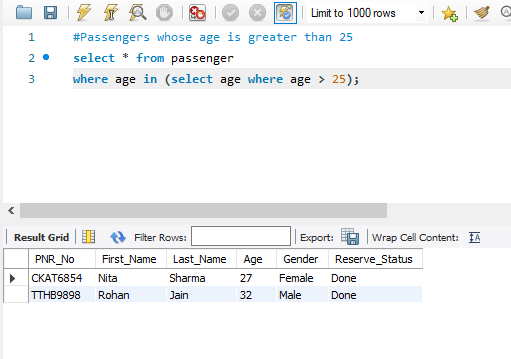 Limit to 1000 rows
1 #Passengers whose age is greater than 25
2 select * from passenger
3 where age in (select age where age > 25);
Result Grid Filter Rows: Export: Wrap Cell Content: IA
PNR_No First_Name Last_Name Age Gender Reserve_Status
CKAT6854 Nita Sharma 27 Female Done
TTHB9898 Rohan Jain 32 Male Done